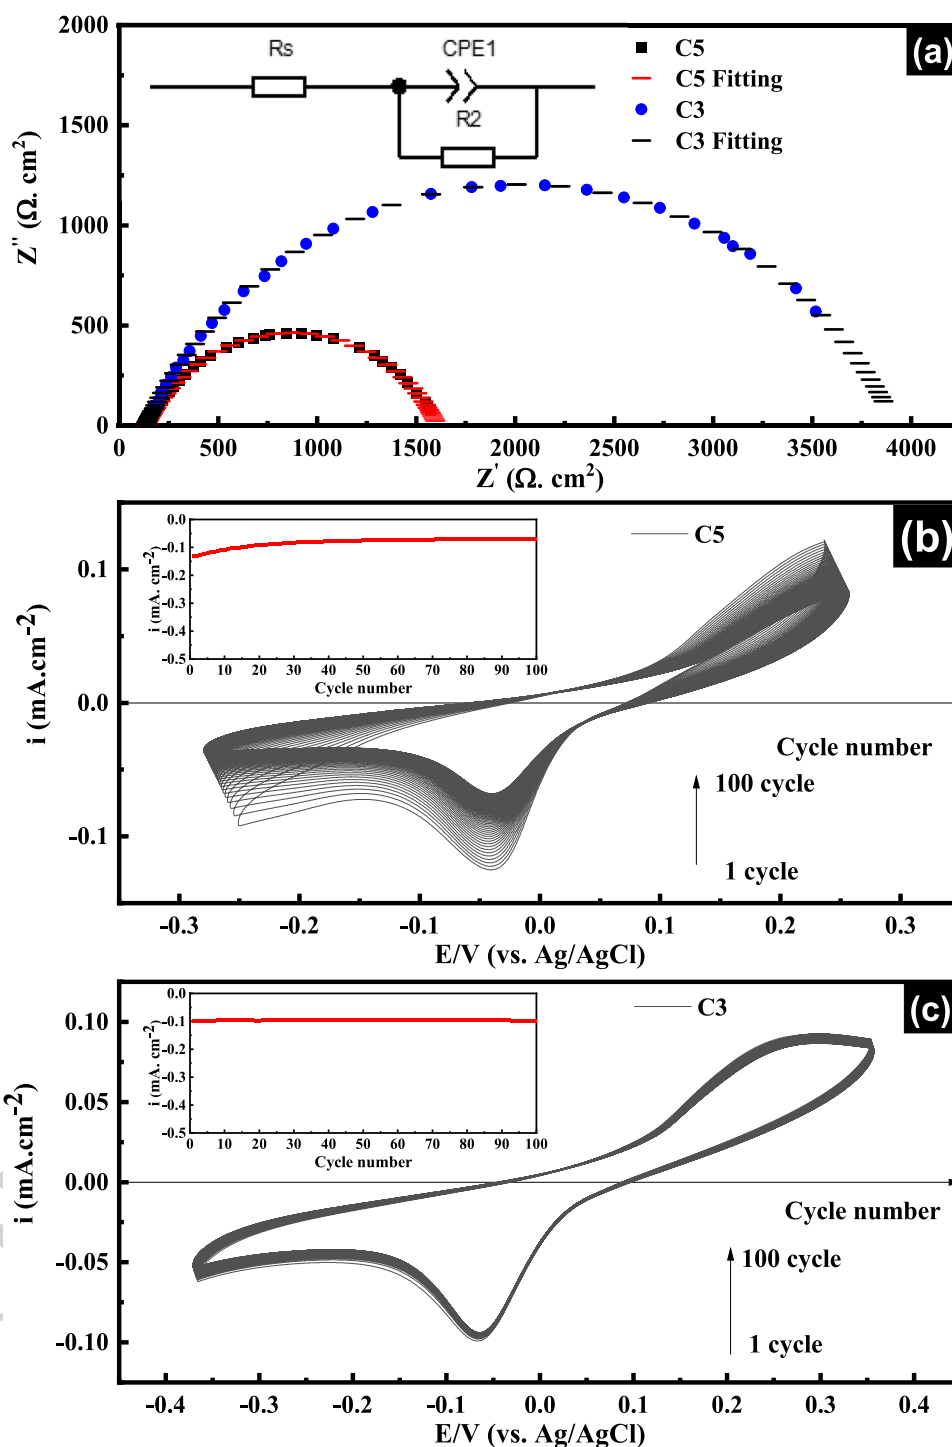 (a)
Rs
CPE1
R2
C5
C5 Fitting
C3
C3 Fitting
2000
1500
1000
500
0
Z'' (Ω. cm²)
0 500 1000 1500 2000 2500 3000 3500 4000
Z' (Ω. cm²)
(b)
C5
0.1
0.0
-0.1
i (mA.cm⁻²)
0.0
-0.1
-0.2
-0.3
-0.4
-0.5
i (mA. cm⁻²)
0 10 20 30 40 50 60 70 80 90 100
Cycle number
Cycle number
100 cycle
1 cycle
-0.3 -0.2 -0.1 0.0 0.1 0.2 0.3
E/V (vs. Ag/AgCl)
(c)
C3
0.10
0.05
0.00
-0.05
-0.10
i (mA.cm⁻²)
0.0
-0.1
-0.2
-0.3
-0.4
-0.5
i (mA. cm⁻²)
0 10 20 30 40 50 60 70 80 90 100
Cycle number
Cycle number
100 cycle
1 cycle
-0.4 -0.3 -0.2 -0.1 0.0 0.1 0.2 0.3 0.4
E/V (vs. Ag/AgCl)